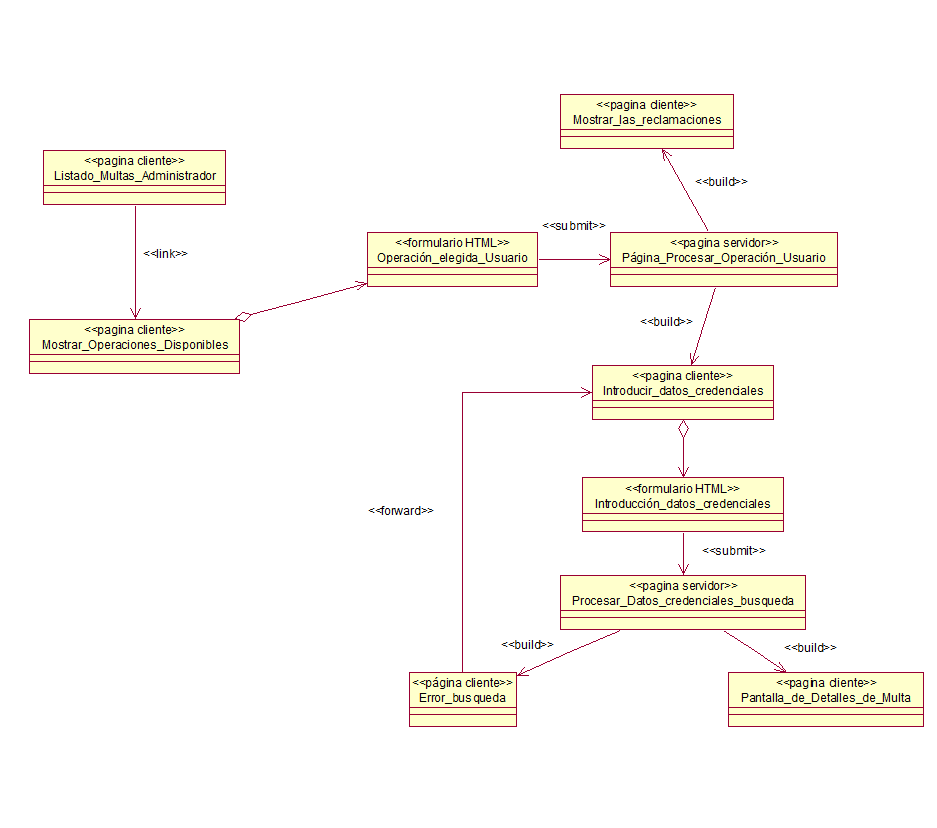 <<pagina cliente>>
Mostrar_las_reclamaciones
<<pagina cliente>>
Listado_Multas_Administrador
<<build>>
<<link>>
<<formulario HTML>>
Operación_elegida_Usuario
<<submit>>
<<pagina servidor>>
Página_Procesar_Operación_Usuario
<<pagina cliente>>
Mostrar_Operaciones_Disponibles
<<build>>
<<pagina cliente>>
Introducir_datos_credenciales
<<forward>>
<<formulario HTML>>
Introducción_datos_credenciales
<<submit>>
<<pagina servidor>>
Procesar_Datos_credenciales_busqueda
<<build>>
<<build>>
<<página cliente>>
Error_busqueda
<<pagina cliente>>
Pantalla_de_Detalles_de_Multa